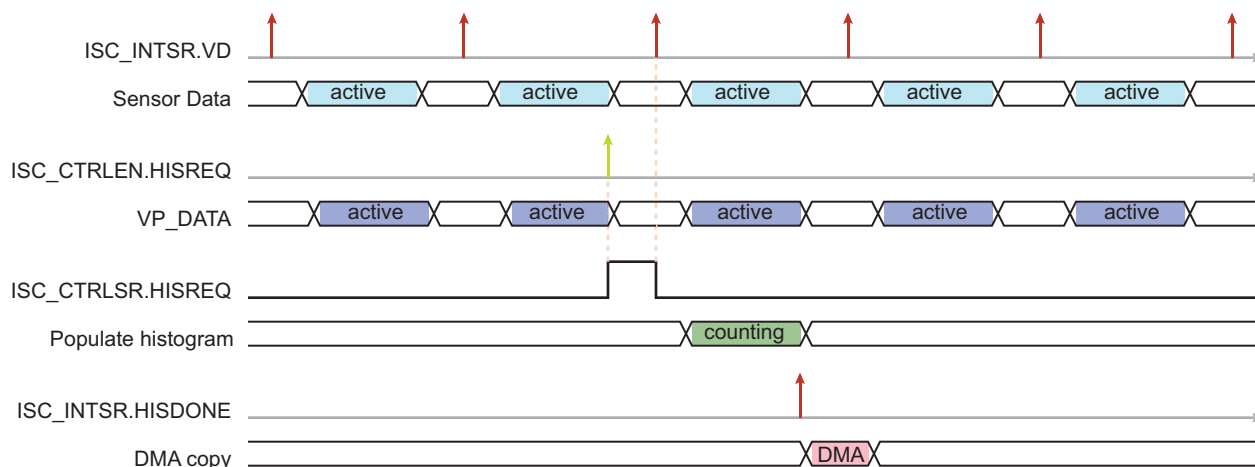 ISC_INTSR.VD
Sensor Data active active active active active
ISC_CTRLEN.HISREQ
VP_DATA active active active active active
ISC_CTRLSR.HISREQ
Populate histogram counting
ISC_INTSR.HISDONE
DMA copy DMA